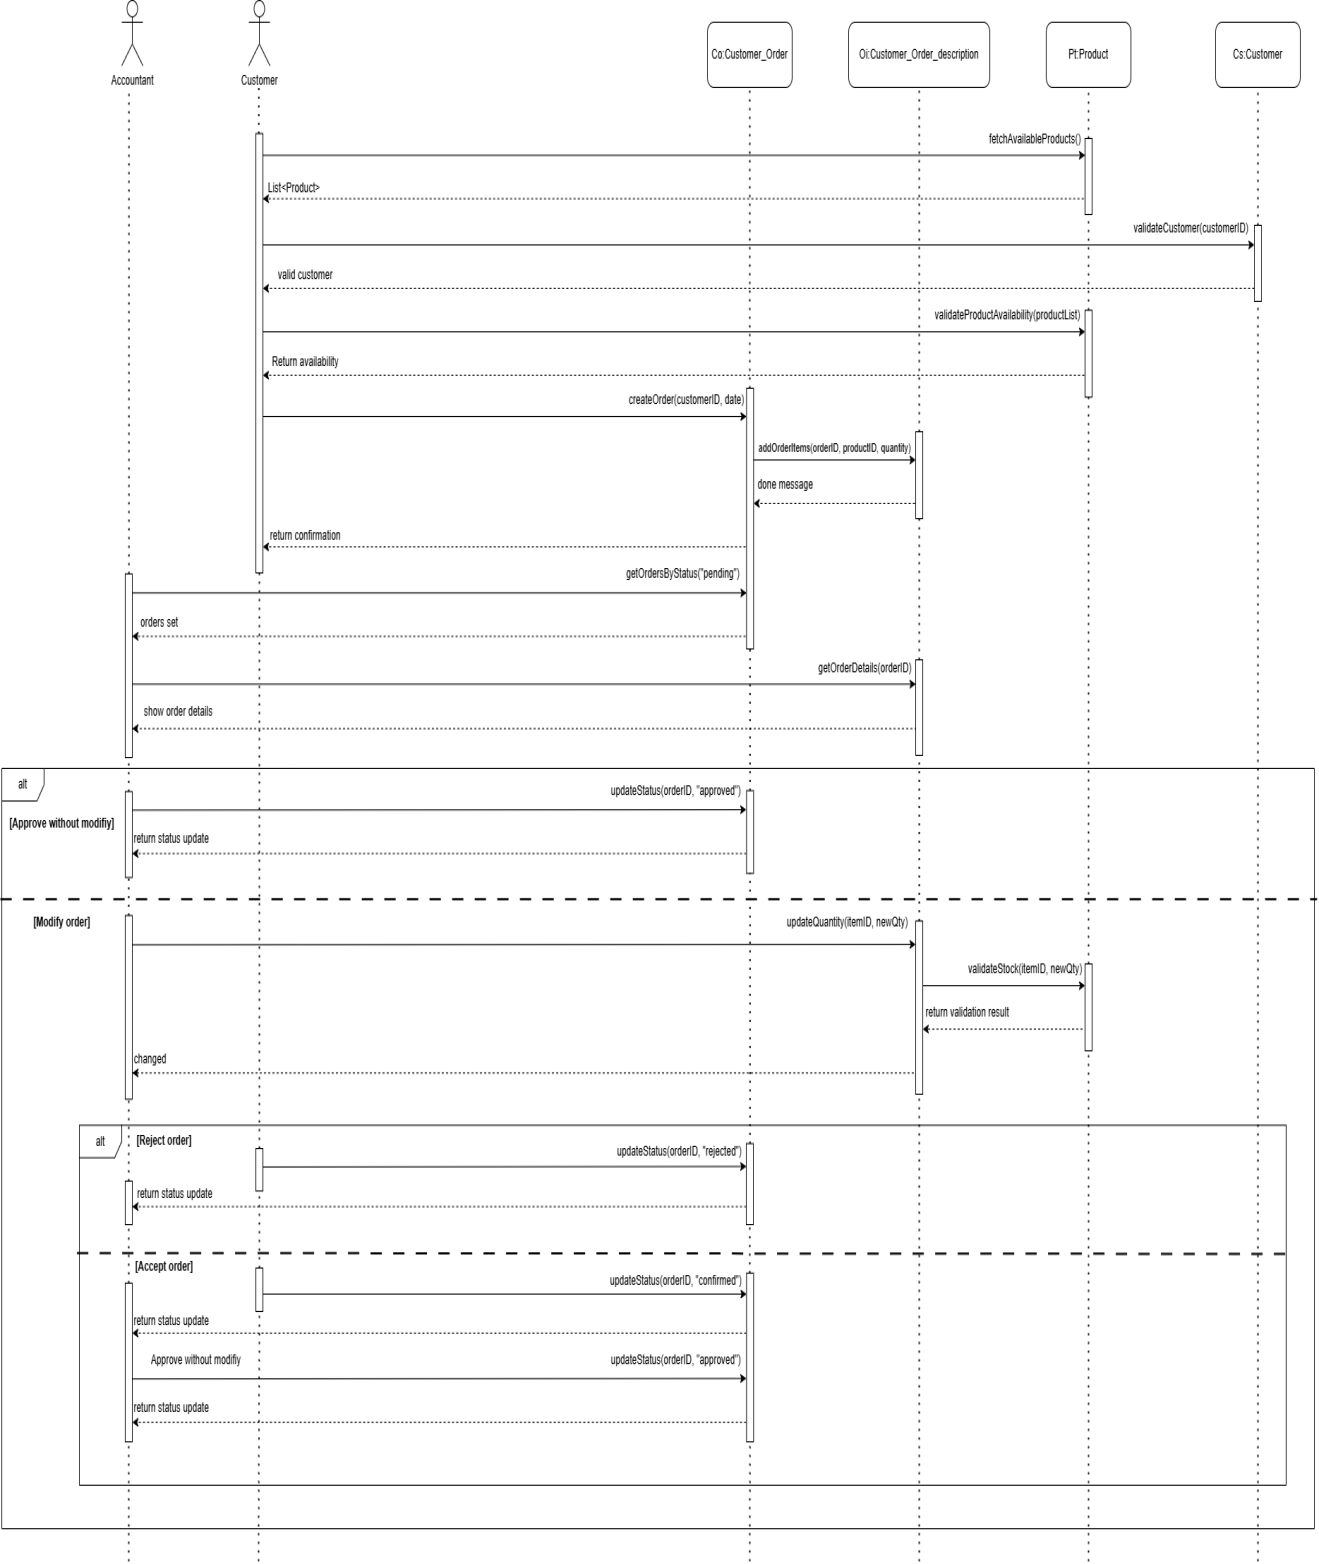 Accountant
Customer
Co:Customer_Order
Oi:Customer_Order_description
Pt:Product
Cs:Customer
fetchAvailableProducts()
List<Product>
validateCustomer(customerID)
valid customer
validateProductAvailability(productList)
Return availability
createOrder(customerID, date)
addOrderItems(orderID, productID, quantity)
done message
return confirmation
getOrdersByStatus("pending")
orders set
getOrderDetails(orderID)
show order details
alt
updateStatus(orderID, "approved")
[Approve without modifiy]
return status update
[Modify order]
updateQuantity(itemID, newQty)
validateStock(itemID, newQty)
return validation result
changed
alt
[Reject order]
updateStatus(orderID, "rejected")
return status update
[Accept order]
updateStatus(orderID, "confirmed")
return status update
Approve without modifiy
updateStatus(orderID, "approved")
return status update